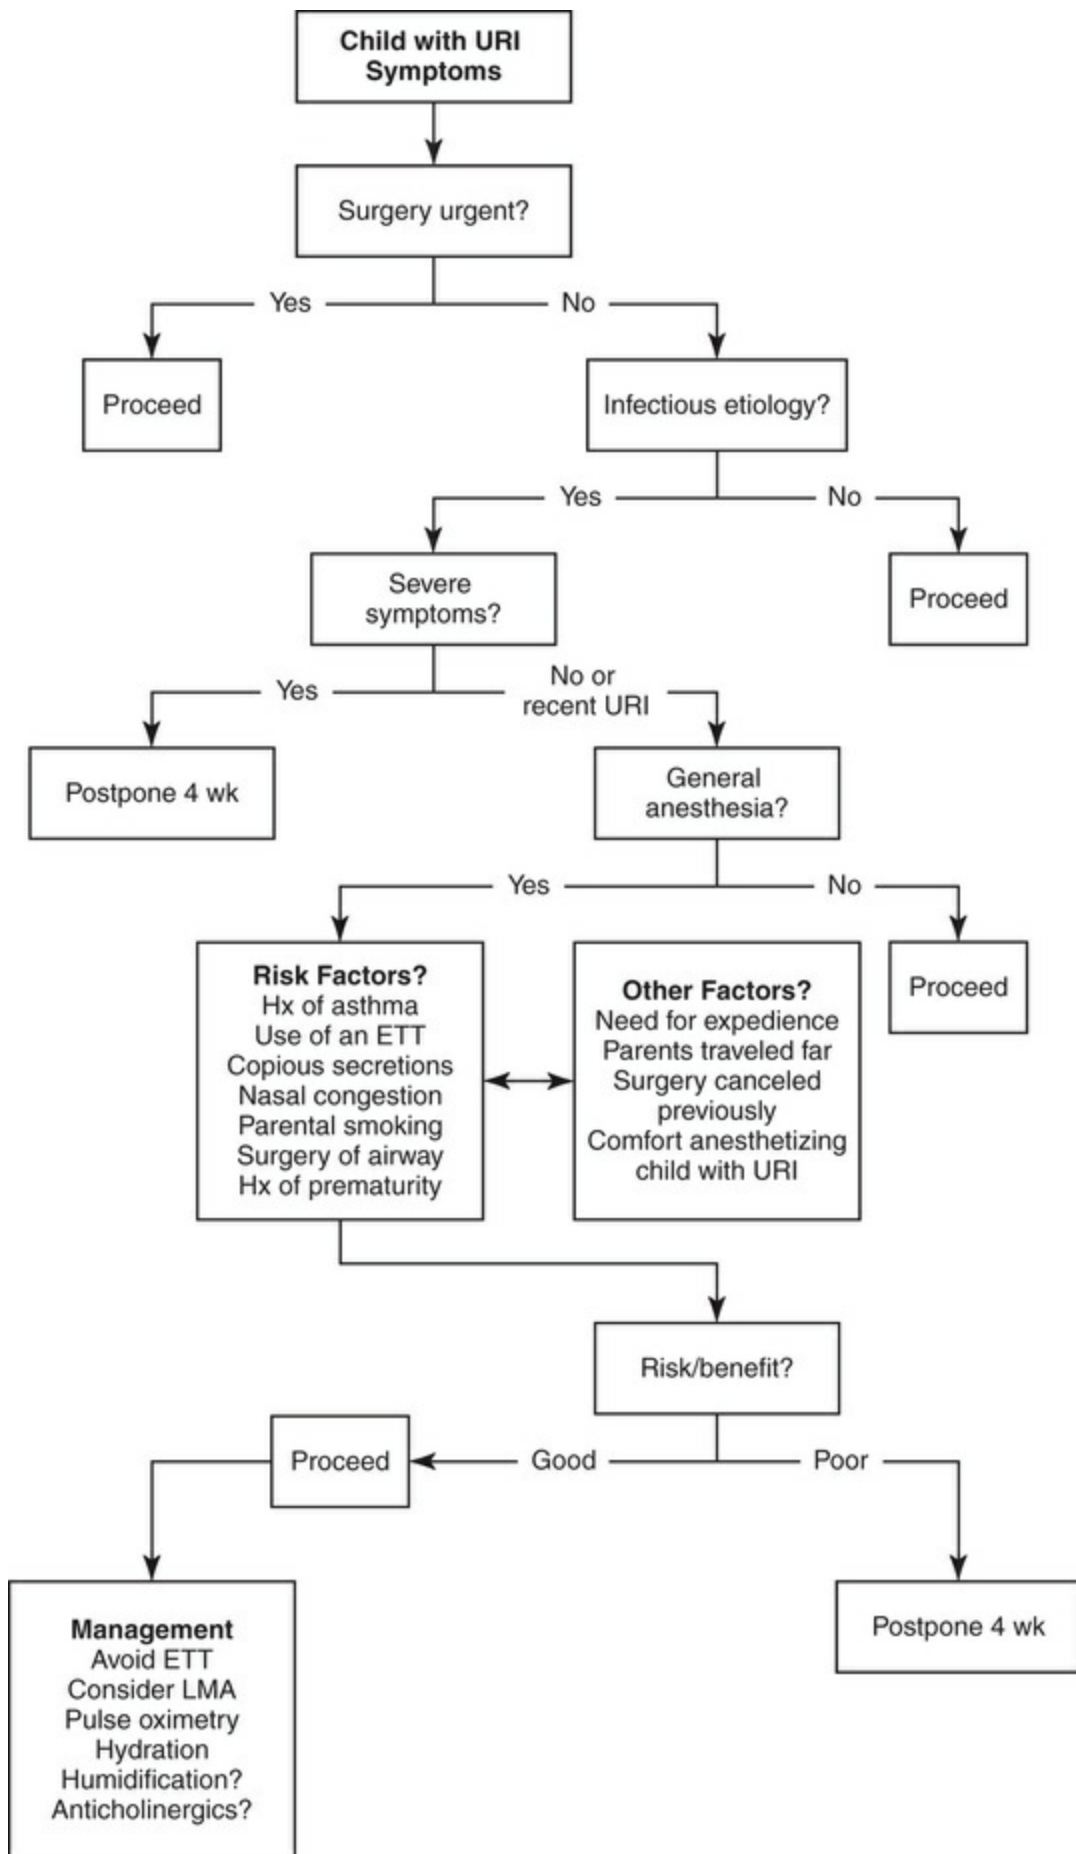 Child with URI
Symptoms
Surgery urgent?
Yes
No
Proceed
Infectious etiology?
Yes
No
Severe
symptoms?
Proceed
Yes
No or
recent URI
Postpone 4 wk
General
anesthesia?
Yes
No
Risk Factors?
Hx of asthma
Use of an ETT
Copious secretions
Nasal congestion
Parental smoking
Surgery of airway
Hx of prematurity
Other Factors?
Need for expedience
Parents traveled far
Surgery canceled
previously
Comfort anesthetizing
child with URI
Proceed
Risk/benefit?
Proceed
Good
Poor
Management
Avoid ETT
Consider LMA
Pulse oximetry
Hydration
Humidification?
Anticholinergics?
Postpone 4 wk